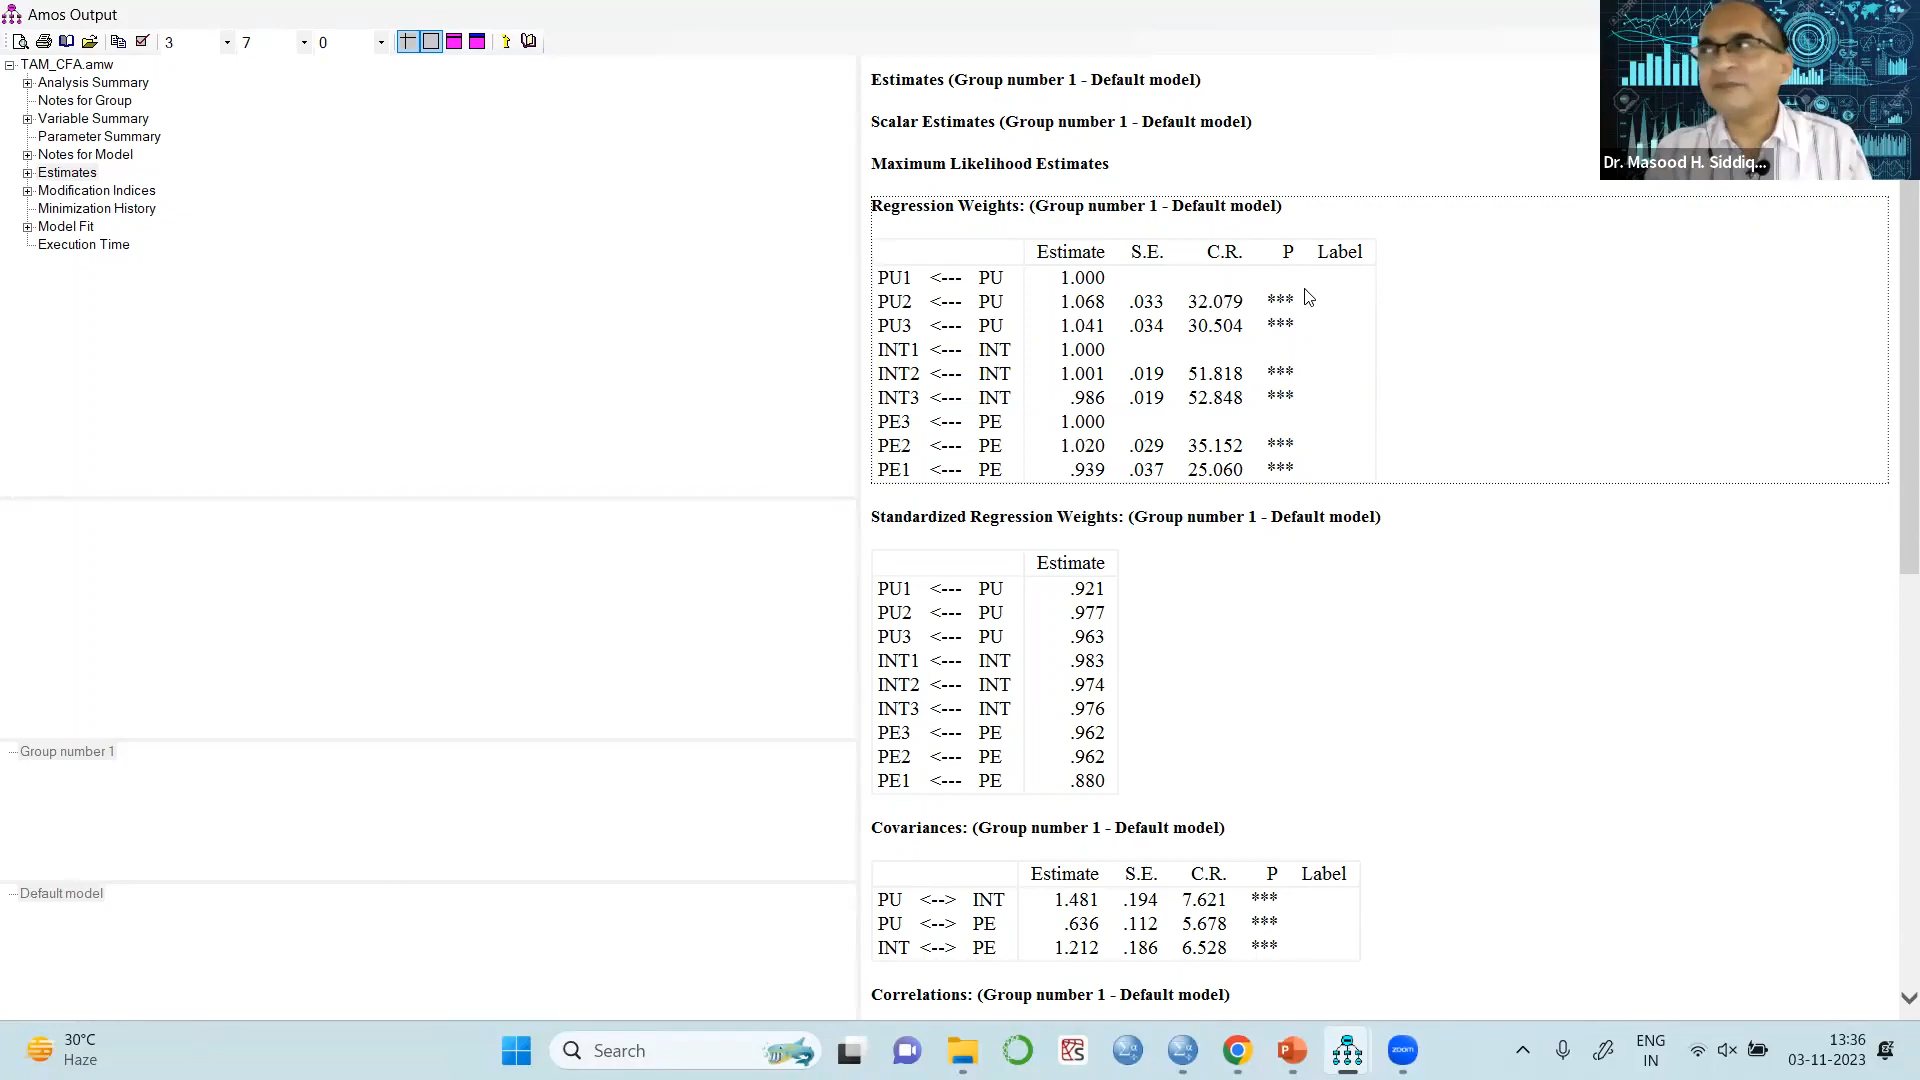 Amos Output
3 7 0
TAM_CFA.amw
Analysis Summary
Notes for Group
Variable Summary
Parameter Summary
Notes for Model
Estimates
Modification Indices
Minimization History
Model Fit
Execution Time
Group number 1
Default model
Estimates (Group number 1 - Default model)
Scalar Estimates (Group number 1 - Default model)
Maximum Likelihood Estimates
Regression Weights: (Group number 1 - Default model)
Estimate S.E. C.R. P Label
PU1 <--- PU 1.000
PU2 <--- PU 1.068 .033 32.079 ***
PU3 <--- PU 1.041 .034 30.504 ***
INT1 <--- INT 1.000
INT2 <--- INT 1.001 .019 51.818 ***
INT3 <--- INT .986 .019 52.848 ***
PE3 <--- PE 1.000
PE2 <--- PE 1.020 .029 35.152 ***
PE1 <--- PE .939 .037 25.060 ***
Standardized Regression Weights: (Group number 1 - Default model)
Estimate
PU1 <--- PU .921
PU2 <--- PU .977
PU3 <--- PU .963
INT1 <--- INT .983
INT2 <--- INT .974
INT3 <--- INT .976
PE3 <--- PE .962
PE2 <--- PE .962
PE1 <--- PE .880
Covariances: (Group number 1 - Default model)
Estimate S.E. C.R. P Label
PU <--> INT 1.481 .194 7.621 ***
PU <--> PE .636 .112 5.678 ***
INT <--> PE 1.212 .186 6.528 ***
Correlations: (Group number 1 - Default model)
Dr. Masood H. Siddiq...
30°C
Haze
Search
zoom
ENG
IN
13:36
03-11-2023